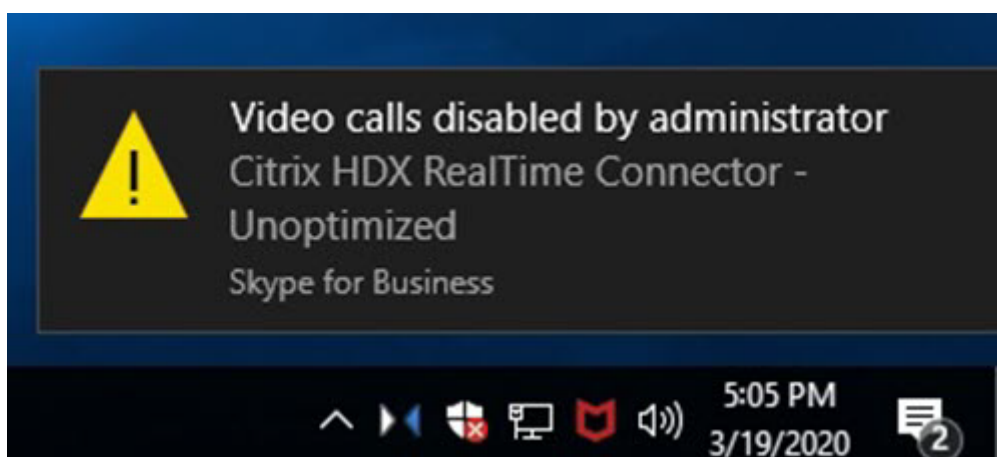 Video calls disabled by administrator
Citrix HDX RealTime Connector -
Unoptimized
Skype for Business
5:05 PM
3/19/2020
2